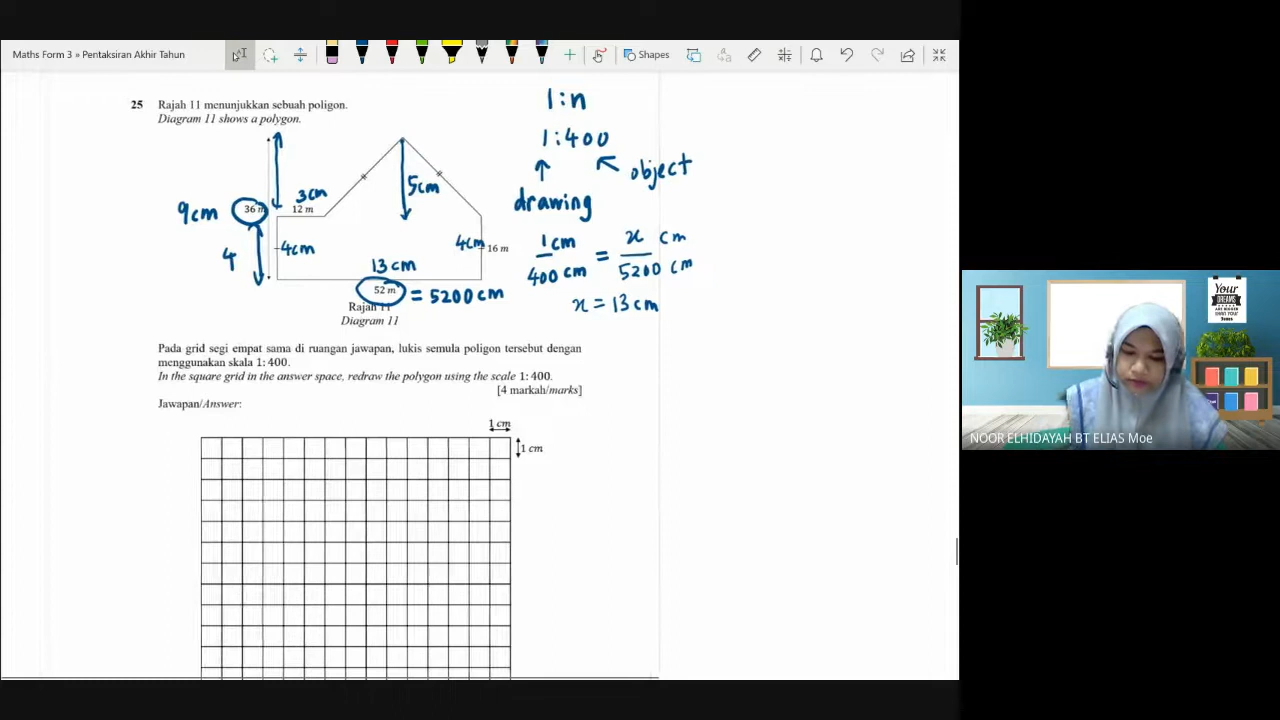 Maths Form 3 » Pentaksiran Akhir Tahun
Shapes
25 Rajah 11 menunjukkan sebuah poligon.
Diagram 11 shows a polygon.
1:n
1:400
object
drawing
3cm
5cm
9cm
36 m
12 m
4
4cm
4cm
16 m
13 cm
52 m = 5200 cm
1cm
400 cm
=
x cm
5200 cm
x = 13 cm
Rajah 11
Diagram 11
Pada grid segi empat sama di ruangan jawapan, lukis semula poligon tersebut dengan
menggunakan skala 1: 400.
In the square grid in the answer space, redraw the polygon using the scale 1: 400.
[4 markah/marks]
Jawapan/Answer:
1 cm
1 cm
Your
DREAMS
NOOR ELHIDAYAH BT ELIAS Moe